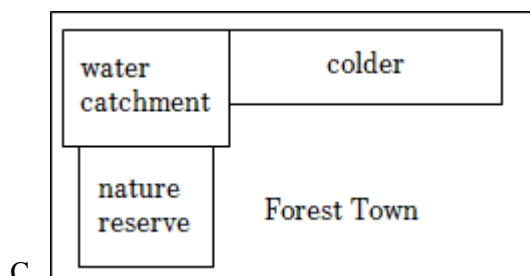 water
catchment
colder
nature
reserve
Forest Town
C